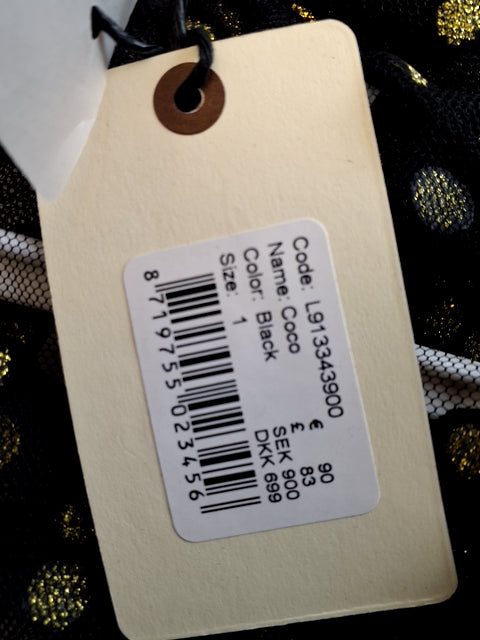 Code: L913343900
Name: Coco
Color: Black
Size: 1
€ 90
£ 83
SEK 900
DKK 699
8 719755 023456